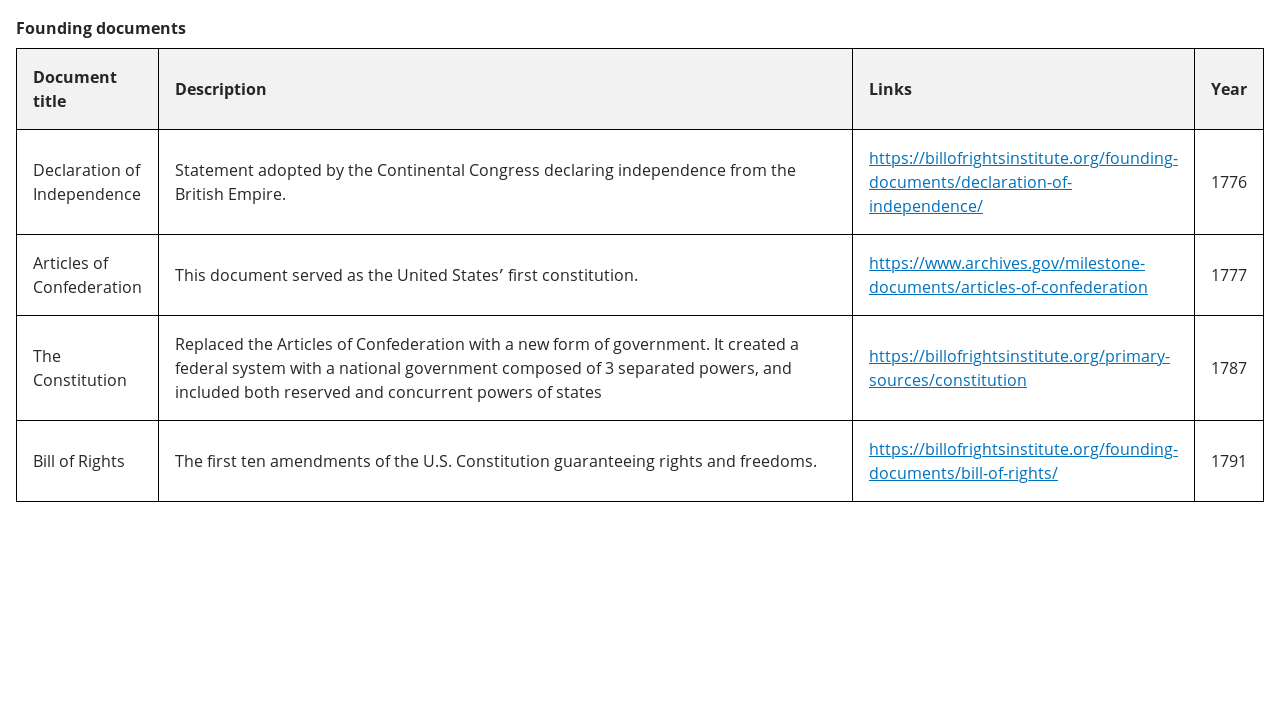 Founding documents
Document
title
Description
Links
Year
Declaration of
Independence
Statement adopted by the Continental Congress declaring independence from the
British Empire.
https://billofrightsinstitute.org/founding-
documents/declaration-of-
independence/
1776
Articles of
Confederation
This document served as the United States’ first constitution.
https://www.archives.gov/milestone-
documents/articles-of-confederation
1777
The
Constitution
Replaced the Articles of Confederation with a new form of government. It created a
federal system with a national government composed of 3 separated powers, and
included both reserved and concurrent powers of states
https://billofrightsinstitute.org/primary-
sources/constitution
1787
Bill of Rights
The first ten amendments of the U.S. Constitution guaranteeing rights and freedoms.
https://billofrightsinstitute.org/founding-
documents/bill-of-rights/
1791